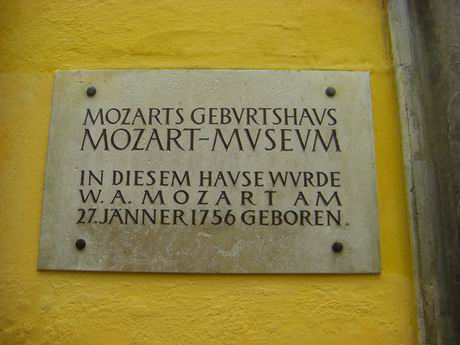 MOZARTS GEBVRTSHAVS
MOZART-MVSEVM
IN DIESEM HAVSE WVRDE
W. A. MOZART AM
27. JÄNNER 1756 GEBOREN.